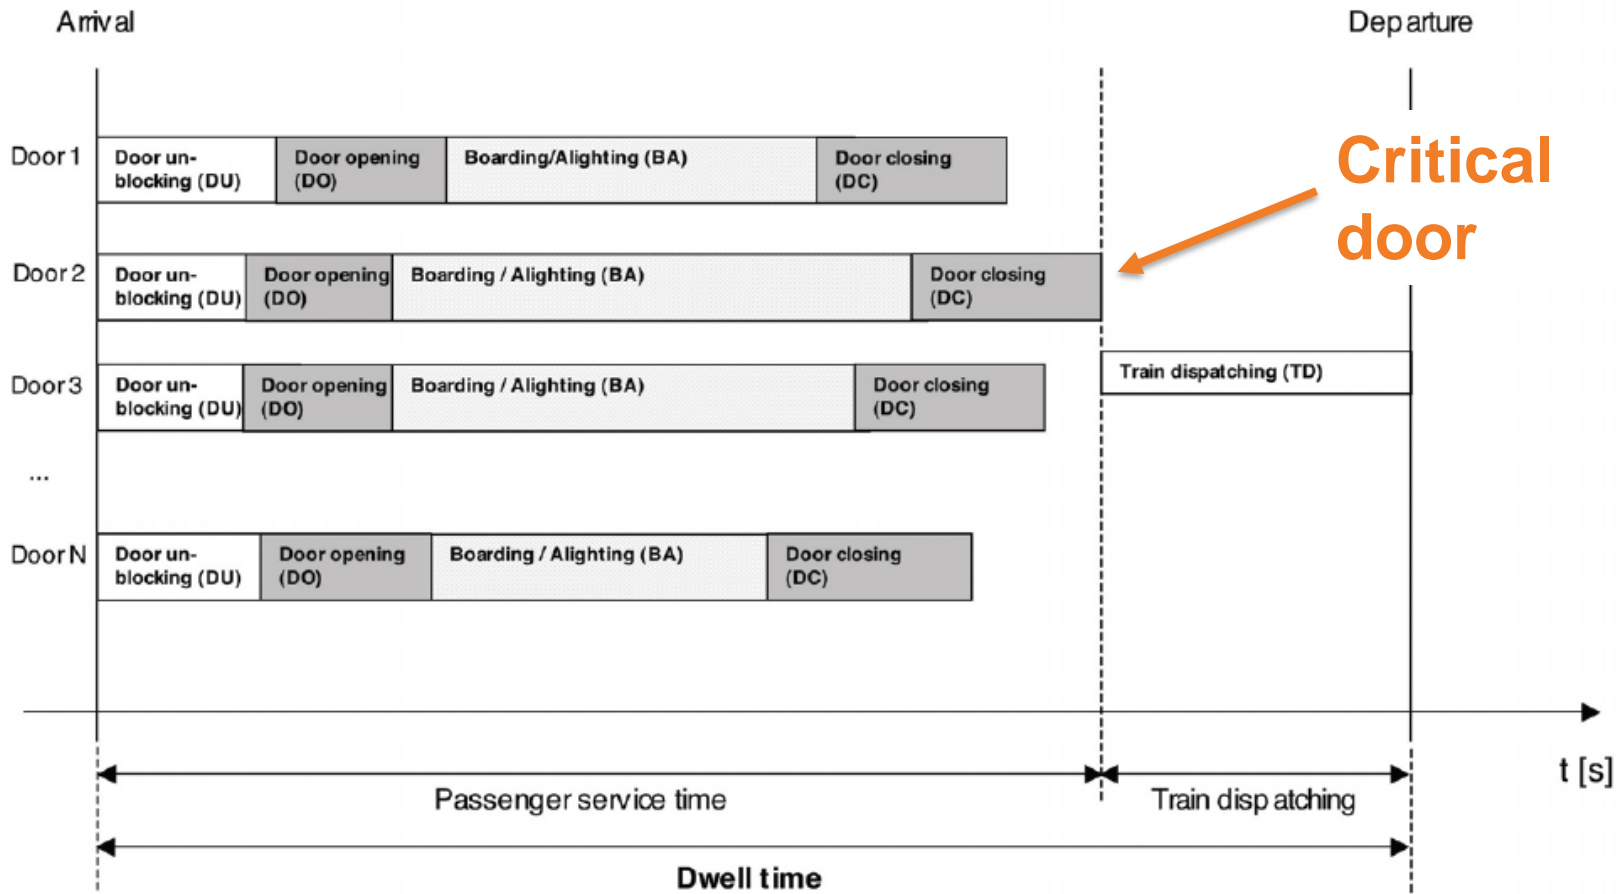 Arrival
Departure
Door 1
Door un-
blocking (DU)
Door opening
(DO)
Boarding/Alighting (BA)
Door closing
(DC)
Critical
door
Door 2
Door un-
blocking (DU)
Door opening
(DO)
Boarding / Alighting (BA)
Door closing
(DC)
Door 3
Door un-
blocking (DU)
Door opening
(DO)
Boarding / Alighting (BA)
Door closing
(DC)
Train dispatching (TD)
...
Door N
Door un-
blocking (DU)
Door opening
(DO)
Boarding / Alighting (BA)
Door closing
(DC)
t [s]
Passenger service time
Train dispatching
Dwell time